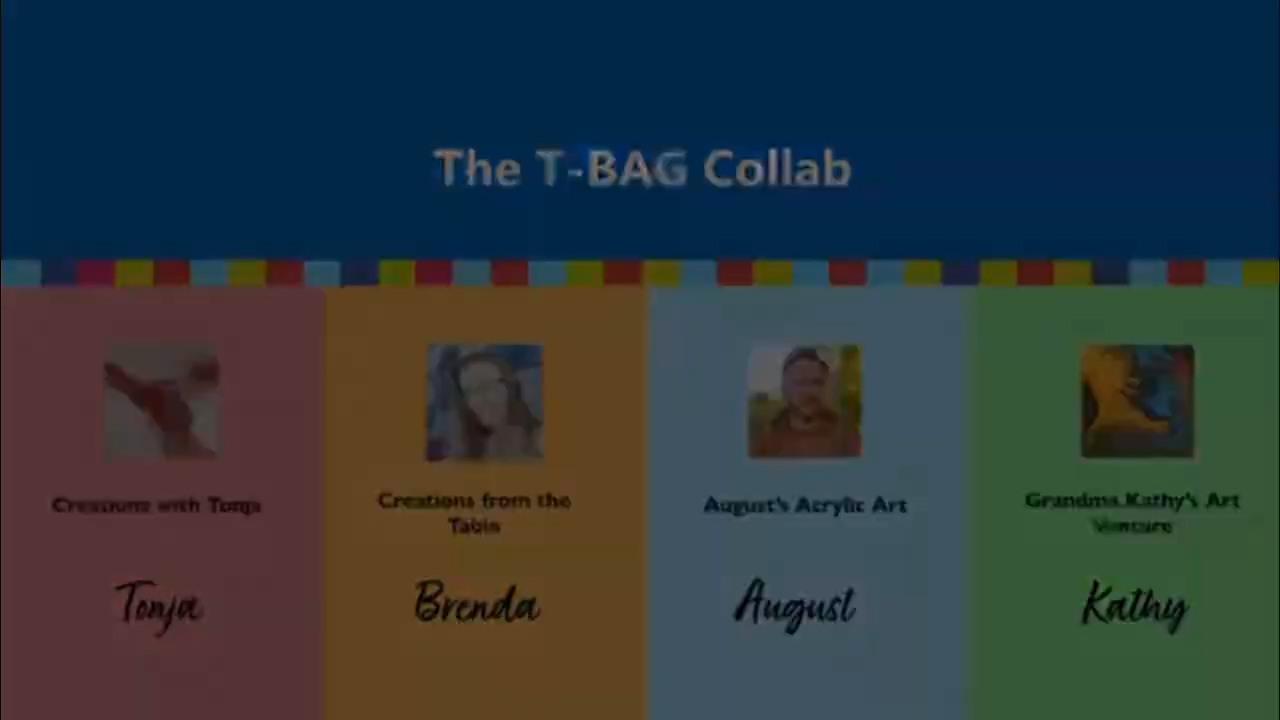 The T-BAG Collab
Creations with Tonja
Creations from the
Table
August's Acrylic Art
Grandma Kathy's Art
Venture
Tonja
Brenda
August
Kathy